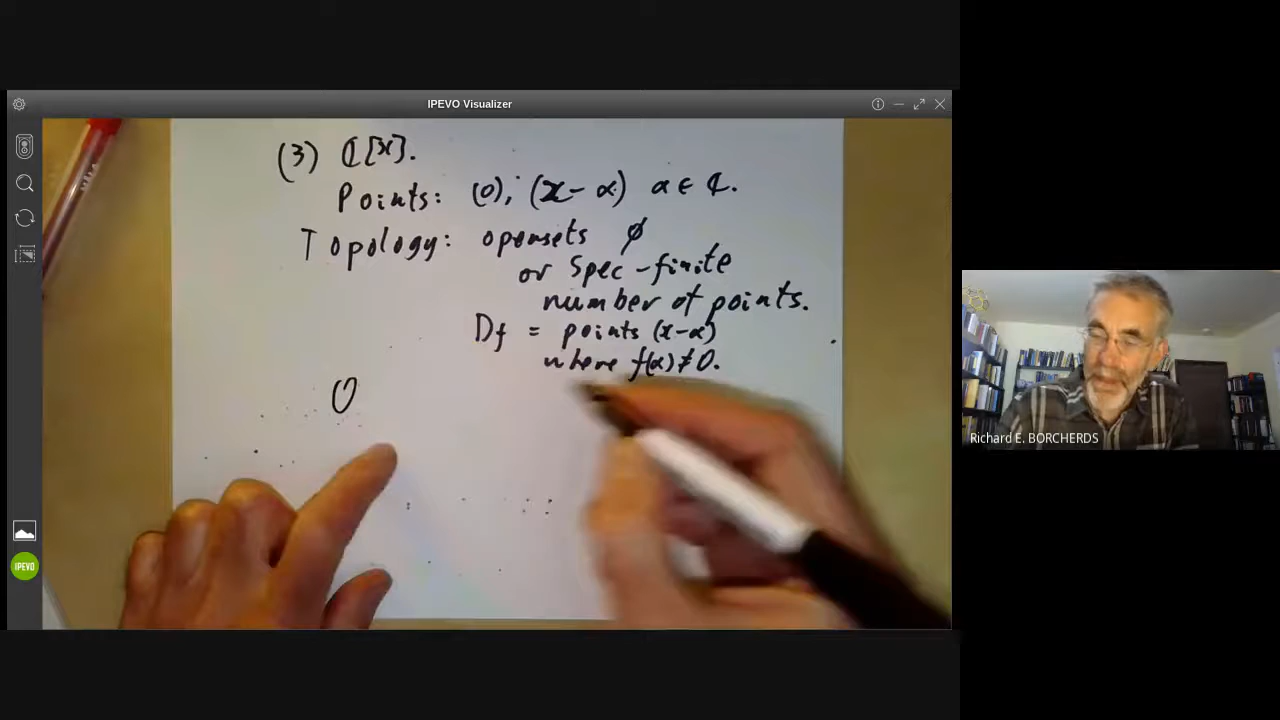 IPEVO Visualizer
(3) ℂ[x].
Points: (0), (x-α) α∈ℂ.
Topology: opensets ∅
or Spec - finite
number of points.
Df = points (x-α)
where f(α)≠0.
O
Richard E. BORCHERDS
IPEVO